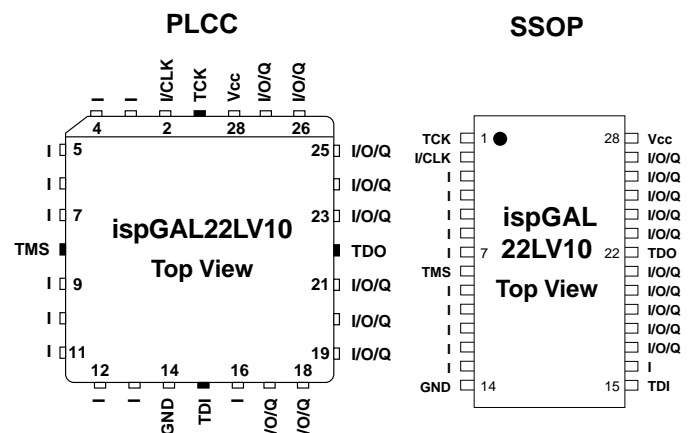 PLCC
I I I/CLK TCK Vcc I/O/Q I/O/Q
4 2 28 26
I 5 25 I/O/Q
I I/O/Q
I 7 23 I/O/Q
ispGAL22LV10
TMS TDO
Top View
I 9 21 I/O/Q
I I/O/Q
I 11 19 I/O/Q
12 14 16 18
I I GND TDI I I/O/Q I/O/Q
SSOP
TCK 1 28 Vcc
I/CLK I/O/Q
I I/O/Q
I I/O/Q
I I/O/Q
I I/O/Q
ispGAL
22LV10
I 7 22 TDO
TMS I/O/Q
Top View
I I/O/Q
I I/O/Q
I I/O/Q
I I/O/Q
I I
GND 14 15 TDI